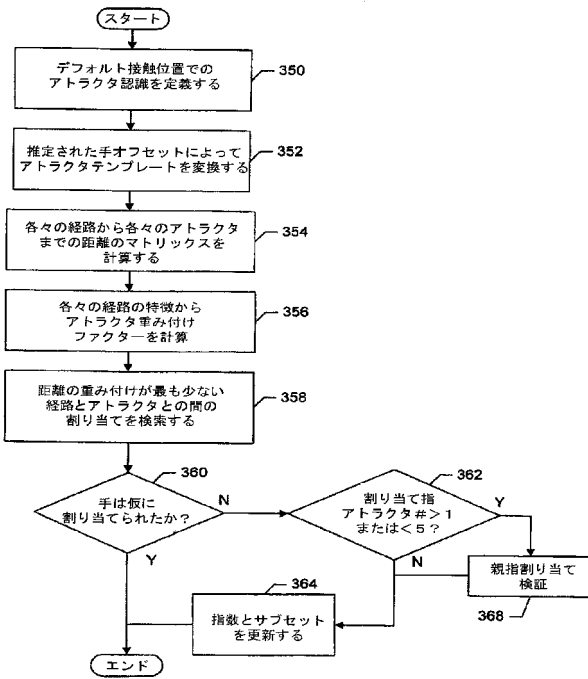 スタート
デフォルト接触位置での
アトラクタ認識を定義する
350
推定された手オフセットによって
アトラクタテンプレートを変換する
352
各々の経路から各々のアトラクタ
までの距離のマトリックスを
計算する
354
各々の経路の特徴から
アトラクタ重み付け
ファクターを計算
356
距離の重み付けが最も少ない
経路とアトラクタとの間の
割り当てを検索する
358
360
手は仮に
割り当てられたか？
N
Y
362
割り当て指
アトラクタ#＞1
または＜5？
Y
N
親指割り当て
検証
368
364
指数とサブセット
を更新する
エンド